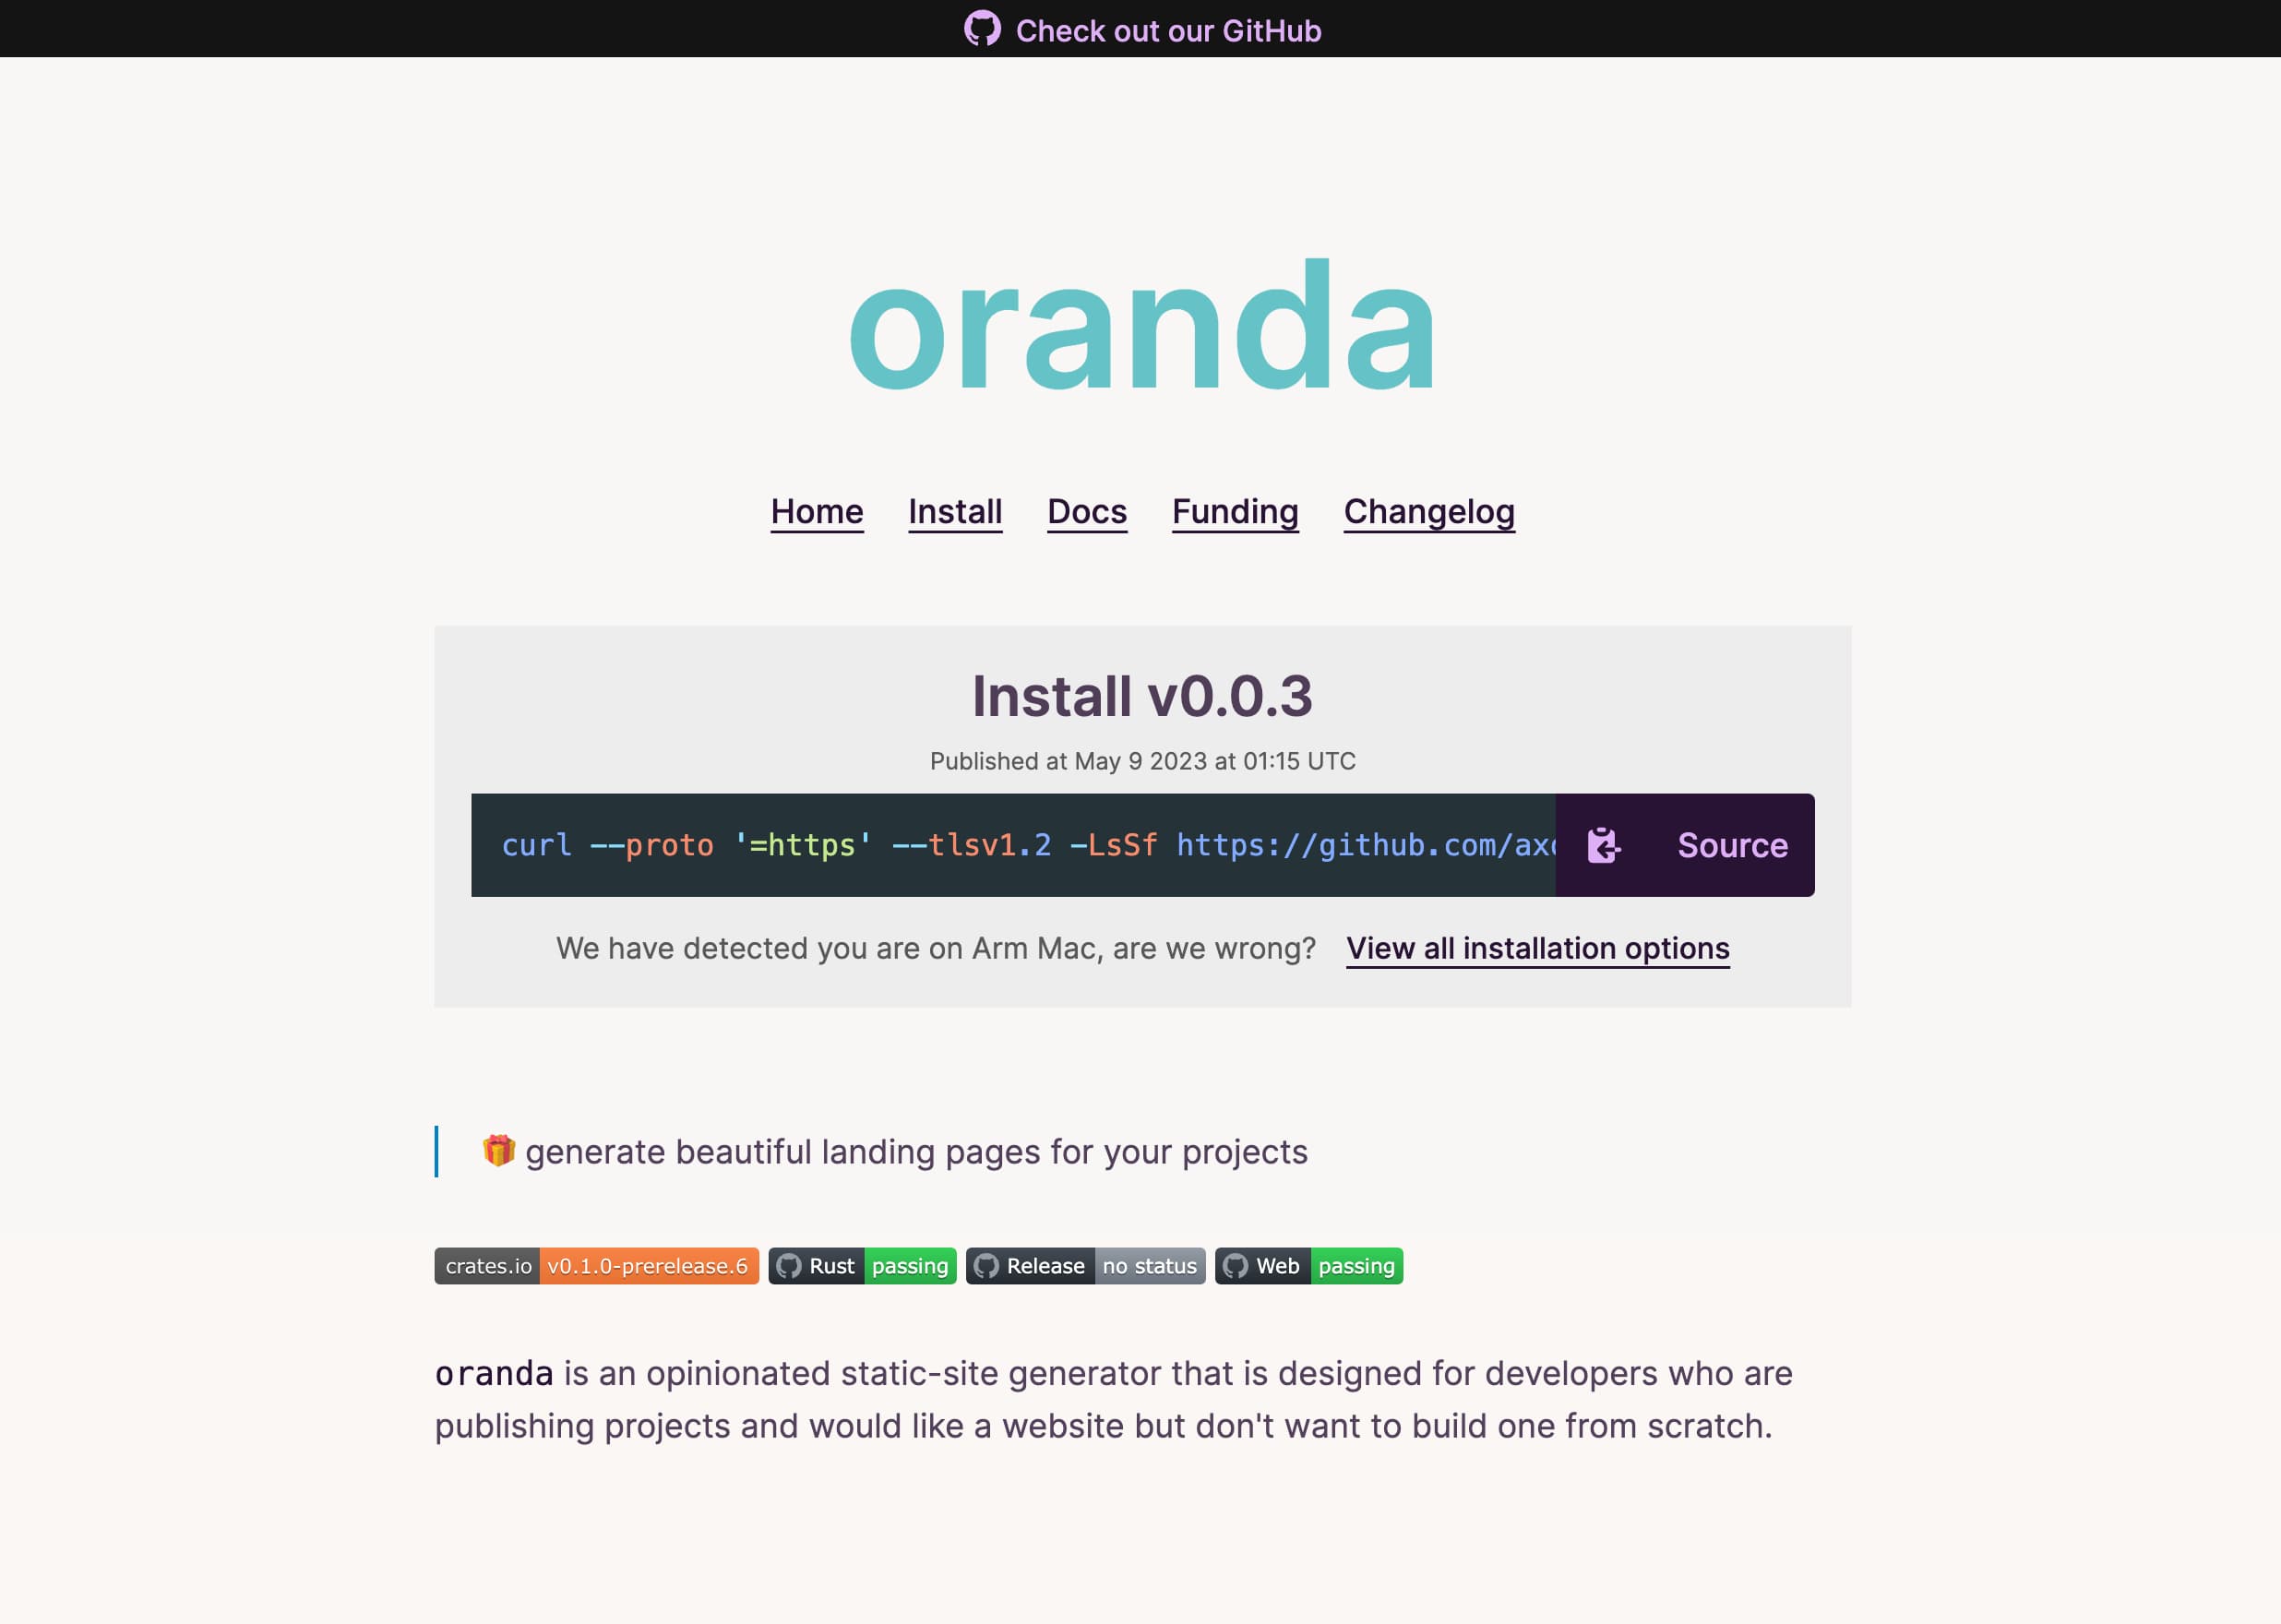 Check out our GitHub
oranda
Home Install Docs Funding Changelog
Install v0.0.3
Published at May 9 2023 at 01:15 UTC
curl --proto '=https' --tlsv1.2 -LsSf https://github.com/axo Source
We have detected you are on Arm Mac, are we wrong? View all installation options
🎁 generate beautiful landing pages for your projects
crates.io v0.1.0-prerelease.6 Rust passing Release no status Web passing
oranda is an opinionated static-site generator that is designed for developers who are
publishing projects and would like a website but don't want to build one from scratch.